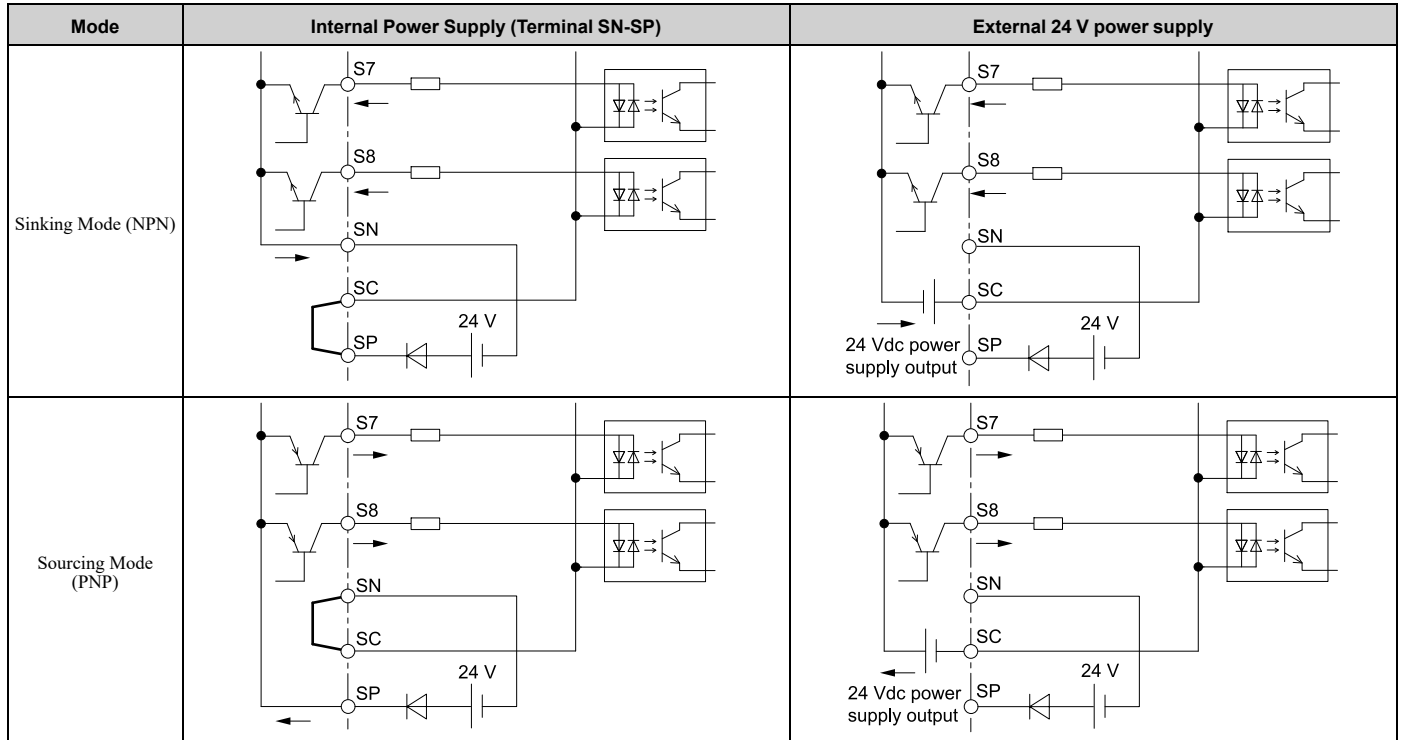 Mode
Internal Power Supply (Terminal SN-SP)
External 24 V power supply
Sinking Mode (NPN)
S7
S8
SN
SC
24 V
SP
S7
S8
SN
SC
24 V
24 Vdc power
supply output
SP
Sourcing Mode
(PNP)
S7
S8
SN
SC
24 V
SP
S7
S8
SN
SC
24 V
24 Vdc power
supply output
SP